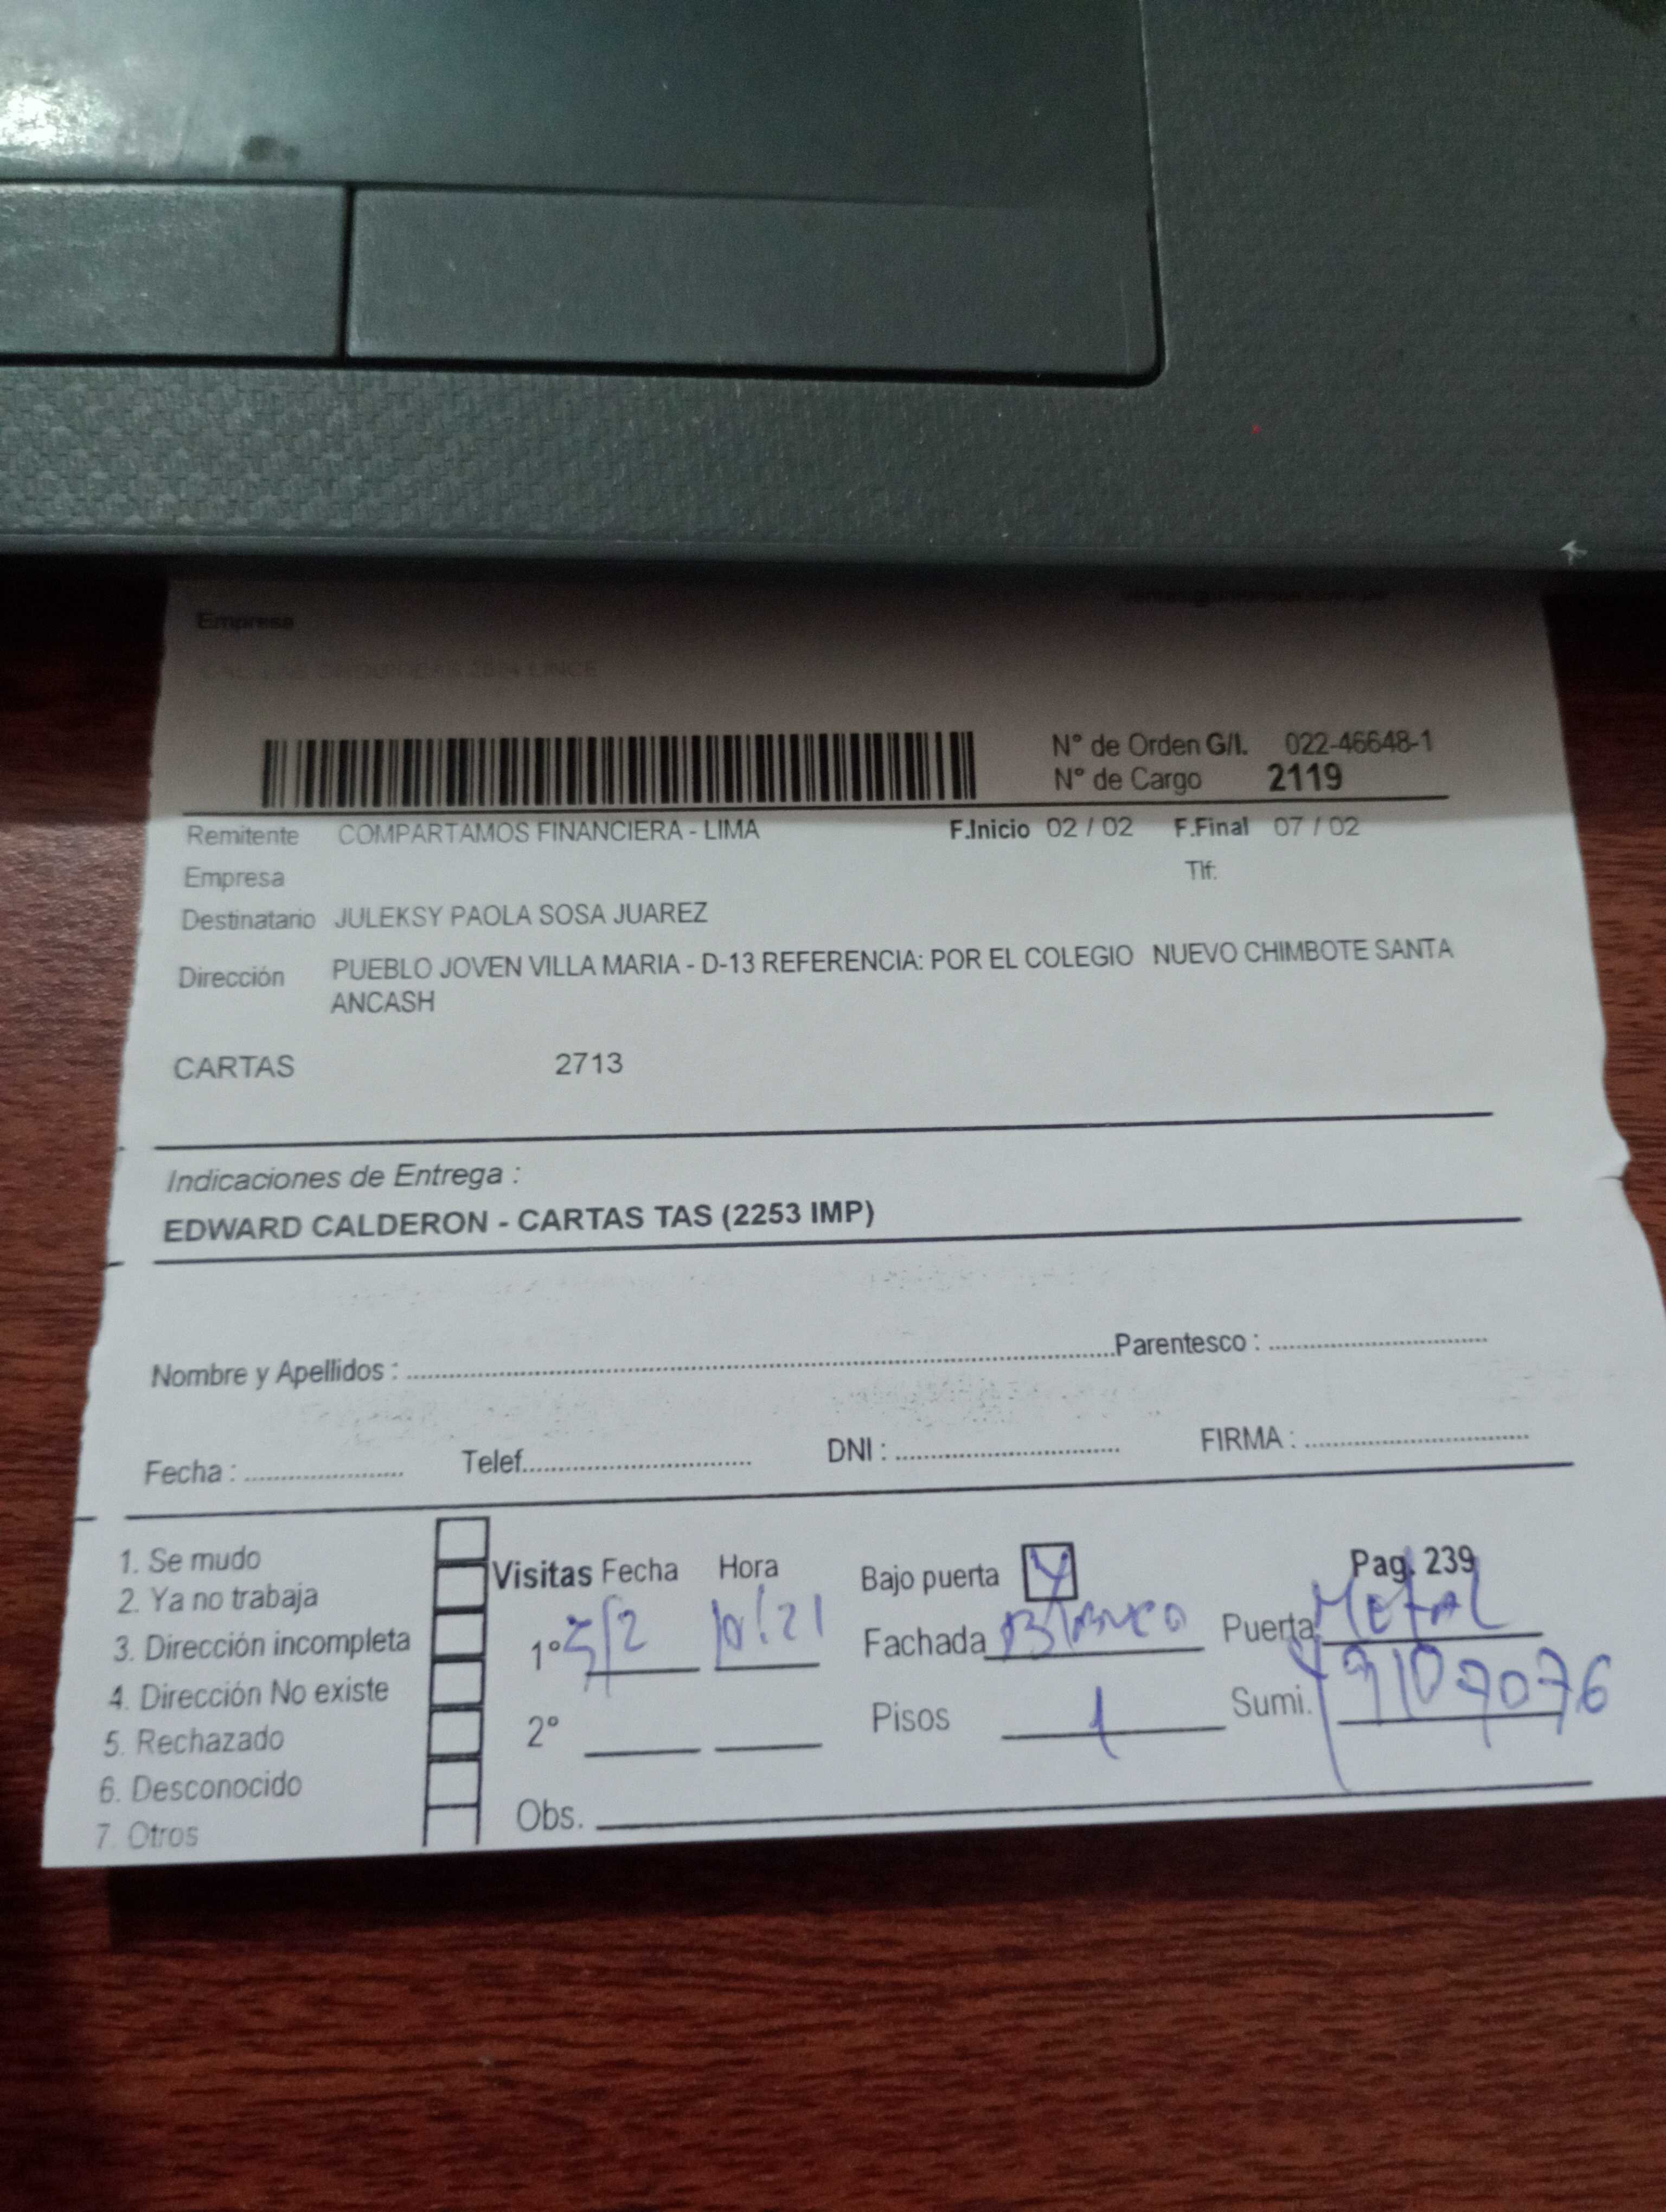 Empresa
N° de Orden G/I. 022-46648-1
N° de Cargo 2119
Remitente COMPARTAMOS FINANCIERA - LIMA F.Inicio 02 / 02 F.Final 07 / 02
Empresa Tlf:
Destinatario JULEKSY PAOLA SOSA JUAREZ
Dirección PUEBLO JOVEN VILLA MARIA - D-13 REFERENCIA: POR EL COLEGIO NUEVO CHIMBOTE SANTA
ANCASH
CARTAS 2713
Indicaciones de Entrega :
EDWARD CALDERON - CARTAS TAS (2253 IMP)
Nombre y Apellidos : Parentesco :
Fecha : Telef. DNI : FIRMA :
1. Se mudo
2. Ya no trabaja
3. Dirección incompleta
4. Dirección No existe
5. Rechazado
6. Desconocido
7. Otros
Visitas Fecha Hora
1° 5/2 10:21
2°
Obs.
Bajo puerta
Fachada Blanco
Pisos 1
Pag. 239
Puerta Metal
Sumi. 49107076